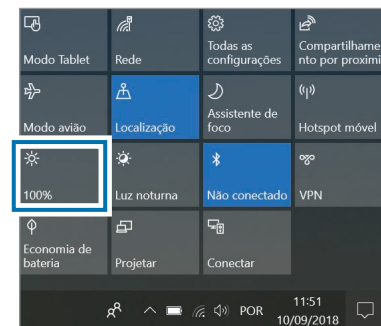 Modo Tablet
Rede
Todas as
configurações
Compartilhame
nto por proximi
Modo avião
Localização
Assistente de
foco
Hotspot móvel
100%
Luz noturna
Não conectado
VPN
Economia de
bateria
Projetar
Conectar
POR
11:51
10/09/2018